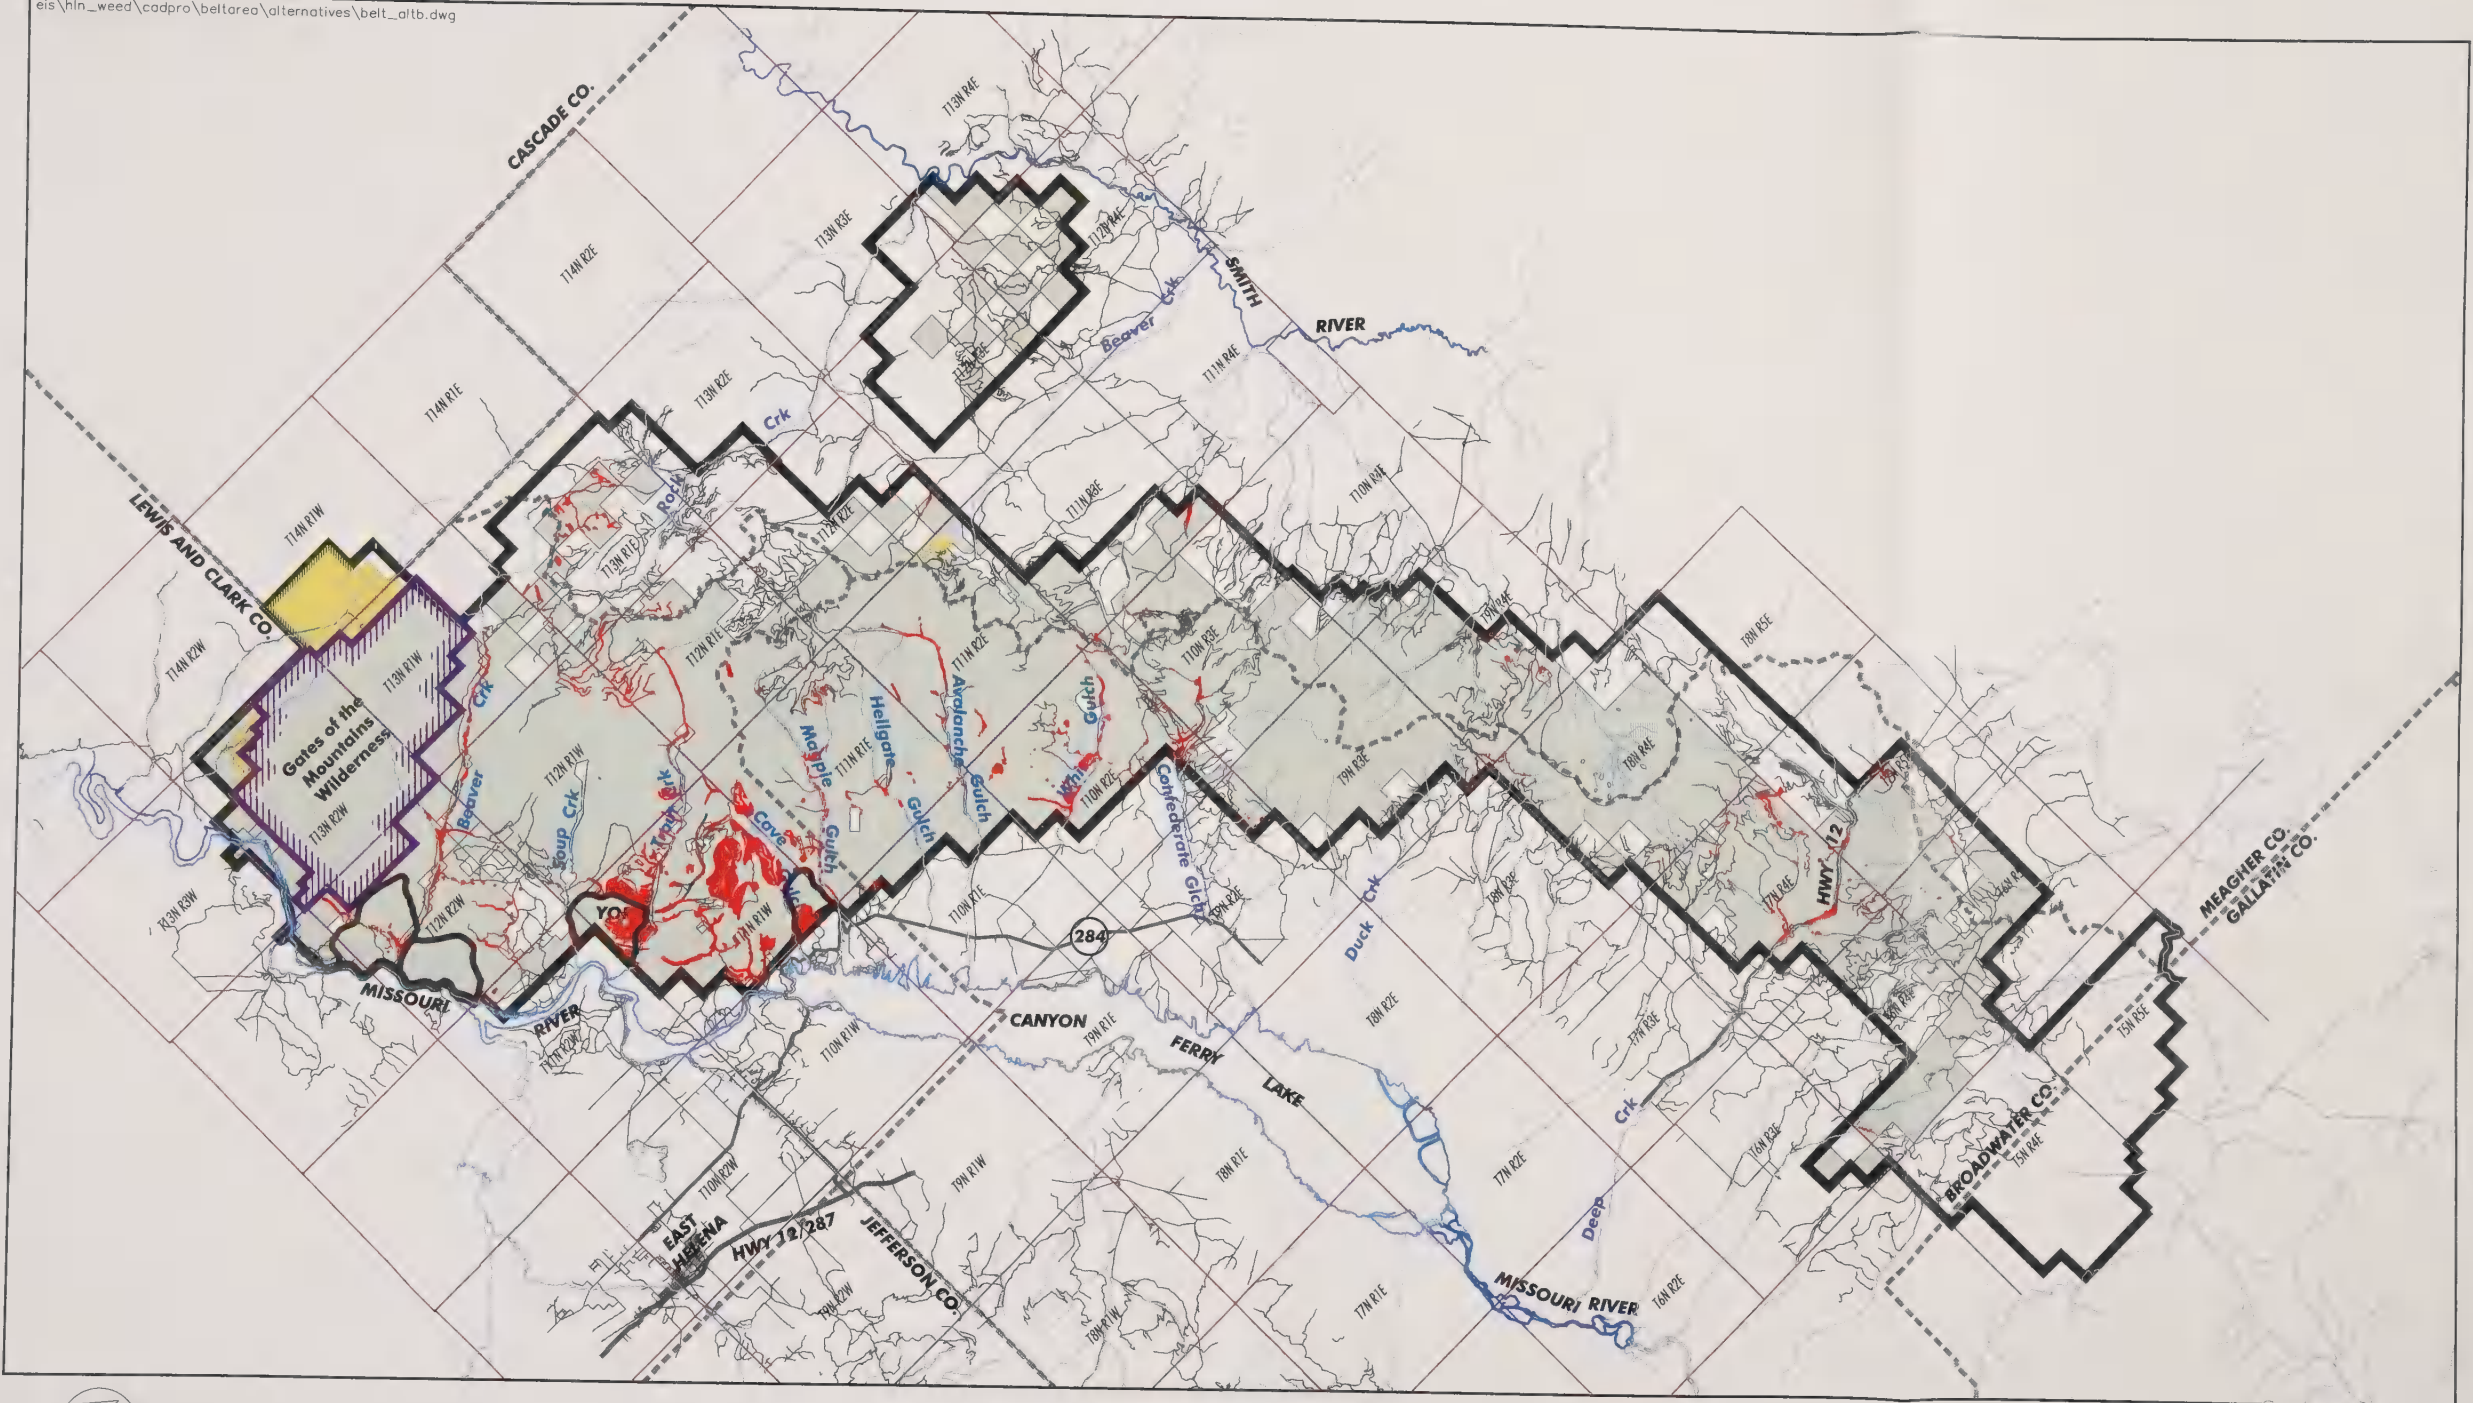 eis\hln_weed\cadpro\beltarea\alternatives\belt_altb.dwg
CASCADE CO.
T13N R4E
T13N R3E
T12N R4E
T14N R2E
SMITH
RIVER
Beaver Crk
T11N R4E
T13N R2E
T14N R1E
Crk
Rock
T12N R2E
T11N R3E
T10N R4E
LEWIS AND CLARK CO.
T14N R1W
T13N R1E
T14N R2W
T13N R1W
T12N R1E
T11N R2E
T10N R3E
T9N R4E
T8N R5E
Gates of the
Mountains
Wilderness
T13N R2W
Beaver
Crk
T12N R1W
Soup Crk
Trout
Crk
Cave
Magpie
Gulch
T11N R1E
Hellgate
Gulch
Avalanche
Gulch
Gulch
T10N R2E
Confederate Glch
T9N R3E
T8N R4E
T7N R4E
HWY 12
MEAGHER CO.
GALLATIN CO.
T13N R3W
T12N R2W
T10N R1E
284
T9N R2E
Duck Crk
T8N R3E
MISSOURI
RIVER
T11N R2W
T10N R1W
CANYON
FERRY
LAKE
T9N R1E
T8N R2E
T7N R3E
T5N R5E
T10N R2W
T9N R1W
T8N R1E
T7N R2E
Deep
Crk
T6N R3E
BROADWATER CO.
T5N R4E
EAST
HELENA
HWY 12/287
JEFFERSON CO.
T9N R2W
T8N R1W
T7N R1E
MISSOURI RIVER
T6N R2E